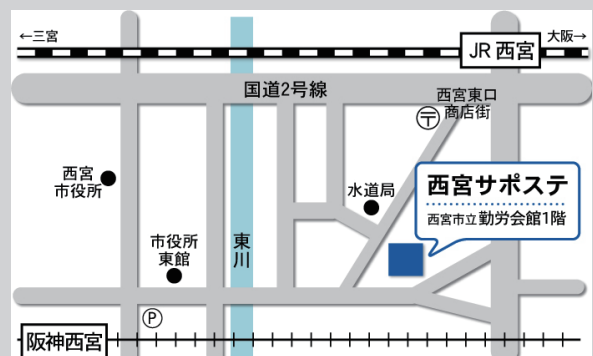 ←三宮
大阪→
JR 西宮
国道2号線
西宮東口
商店街
〒
西宮
市役所
水道局
西宮サポステ
西宮市立勤労会館1階
市役所
東館
東川
P
阪神西宮